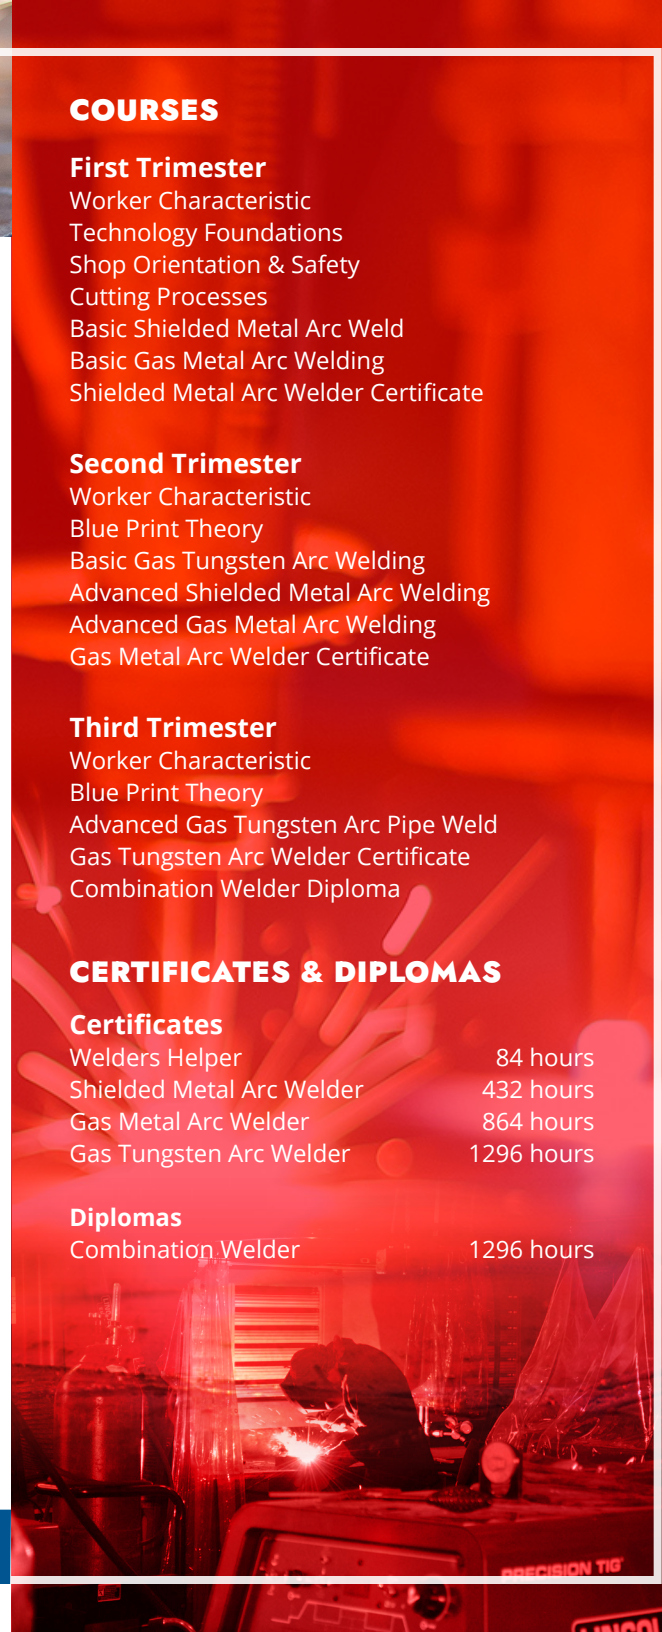 COURSES
First Trimester
Worker Characteristic
Technology Foundations
Shop Orientation & Safety
Cutting Processes
Basic Shielded Metal Arc Weld
Basic Gas Metal Arc Welding
Shielded Metal Arc Welder Certificate
Second Trimester
Worker Characteristic
Blue Print Theory
Basic Gas Tungsten Arc Welding
Advanced Shielded Metal Arc Welding
Advanced Gas Metal Arc Welding
Gas Metal Arc Welder Certificate
Third Trimester
Worker Characteristic
Blue Print Theory
Advanced Gas Tungsten Arc Pipe Weld
Gas Tungsten Arc Welder Certificate
Combination Welder Diploma
CERTIFICATES & DIPLOMAS
Certificates
Welders Helper 84 hours
Shielded Metal Arc Welder 432 hours
Gas Metal Arc Welder 864 hours
Gas Tungsten Arc Welder 1296 hours
Diplomas
Combination Welder 1296 hours
PRECISION TIG